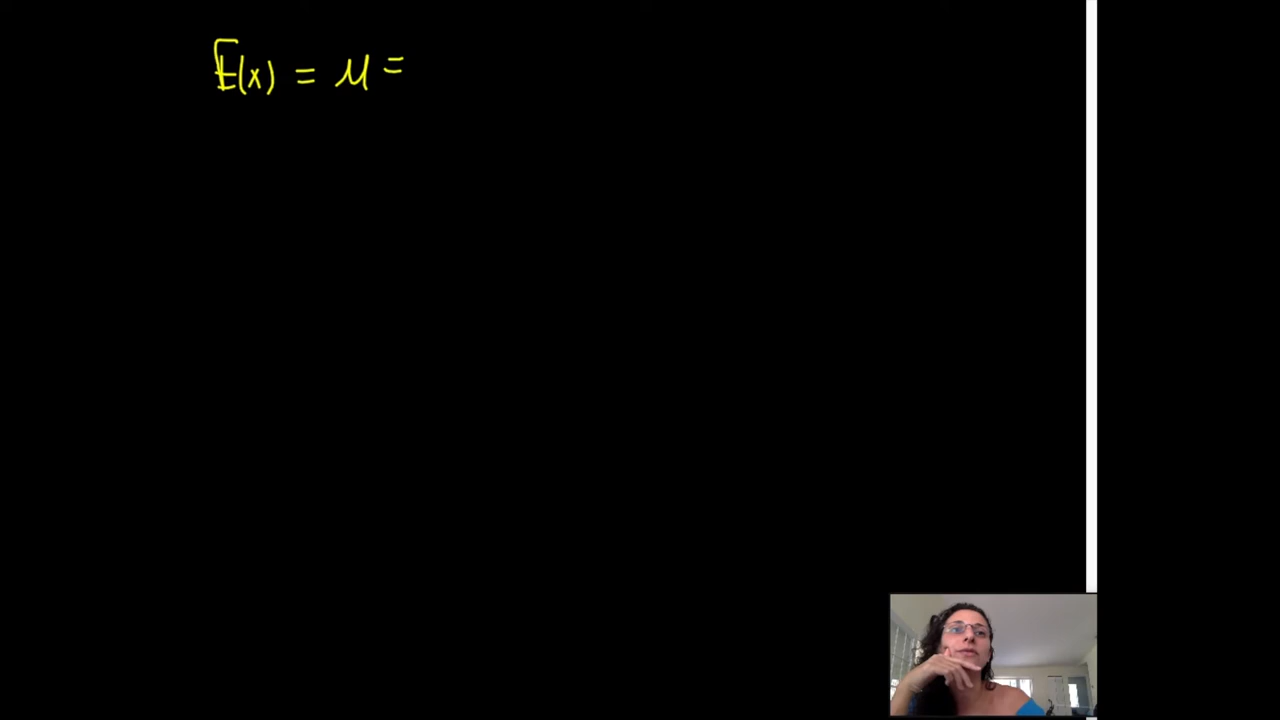 E(x) = μ =